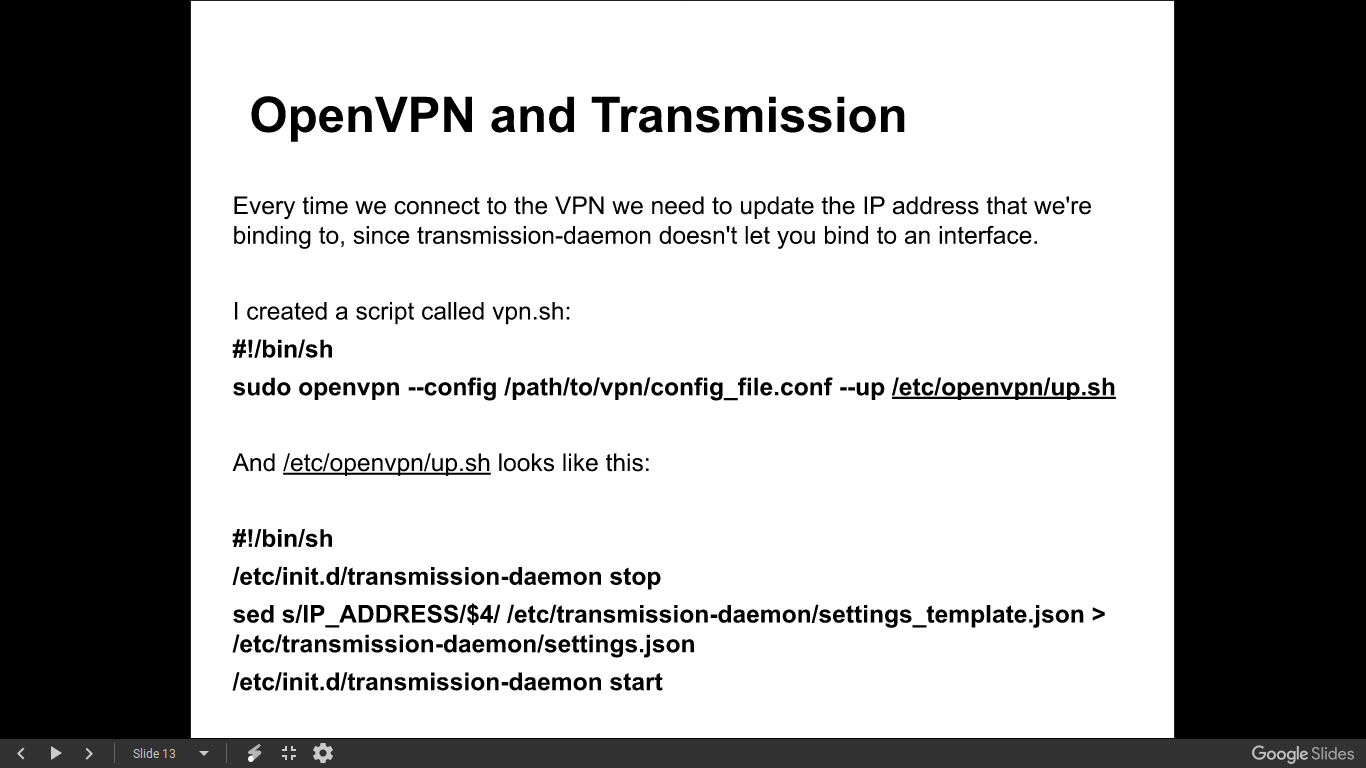 OpenVPN and Transmission
Every time we connect to the VPN we need to update the IP address that we're
binding to, since transmission-daemon doesn't let you bind to an interface.
I created a script called vpn.sh:
#!/bin/sh
sudo openvpn --config /path/to/vpn/config_file.conf --up /etc/openvpn/up.sh
And /etc/openvpn/up.sh looks like this:
#!/bin/sh
/etc/init.d/transmission-daemon stop
sed s/IP_ADDRESS/$4/ /etc/transmission-daemon/settings_template.json >
/etc/transmission-daemon/settings.json
/etc/init.d/transmission-daemon start
Slide 13
Google Slides